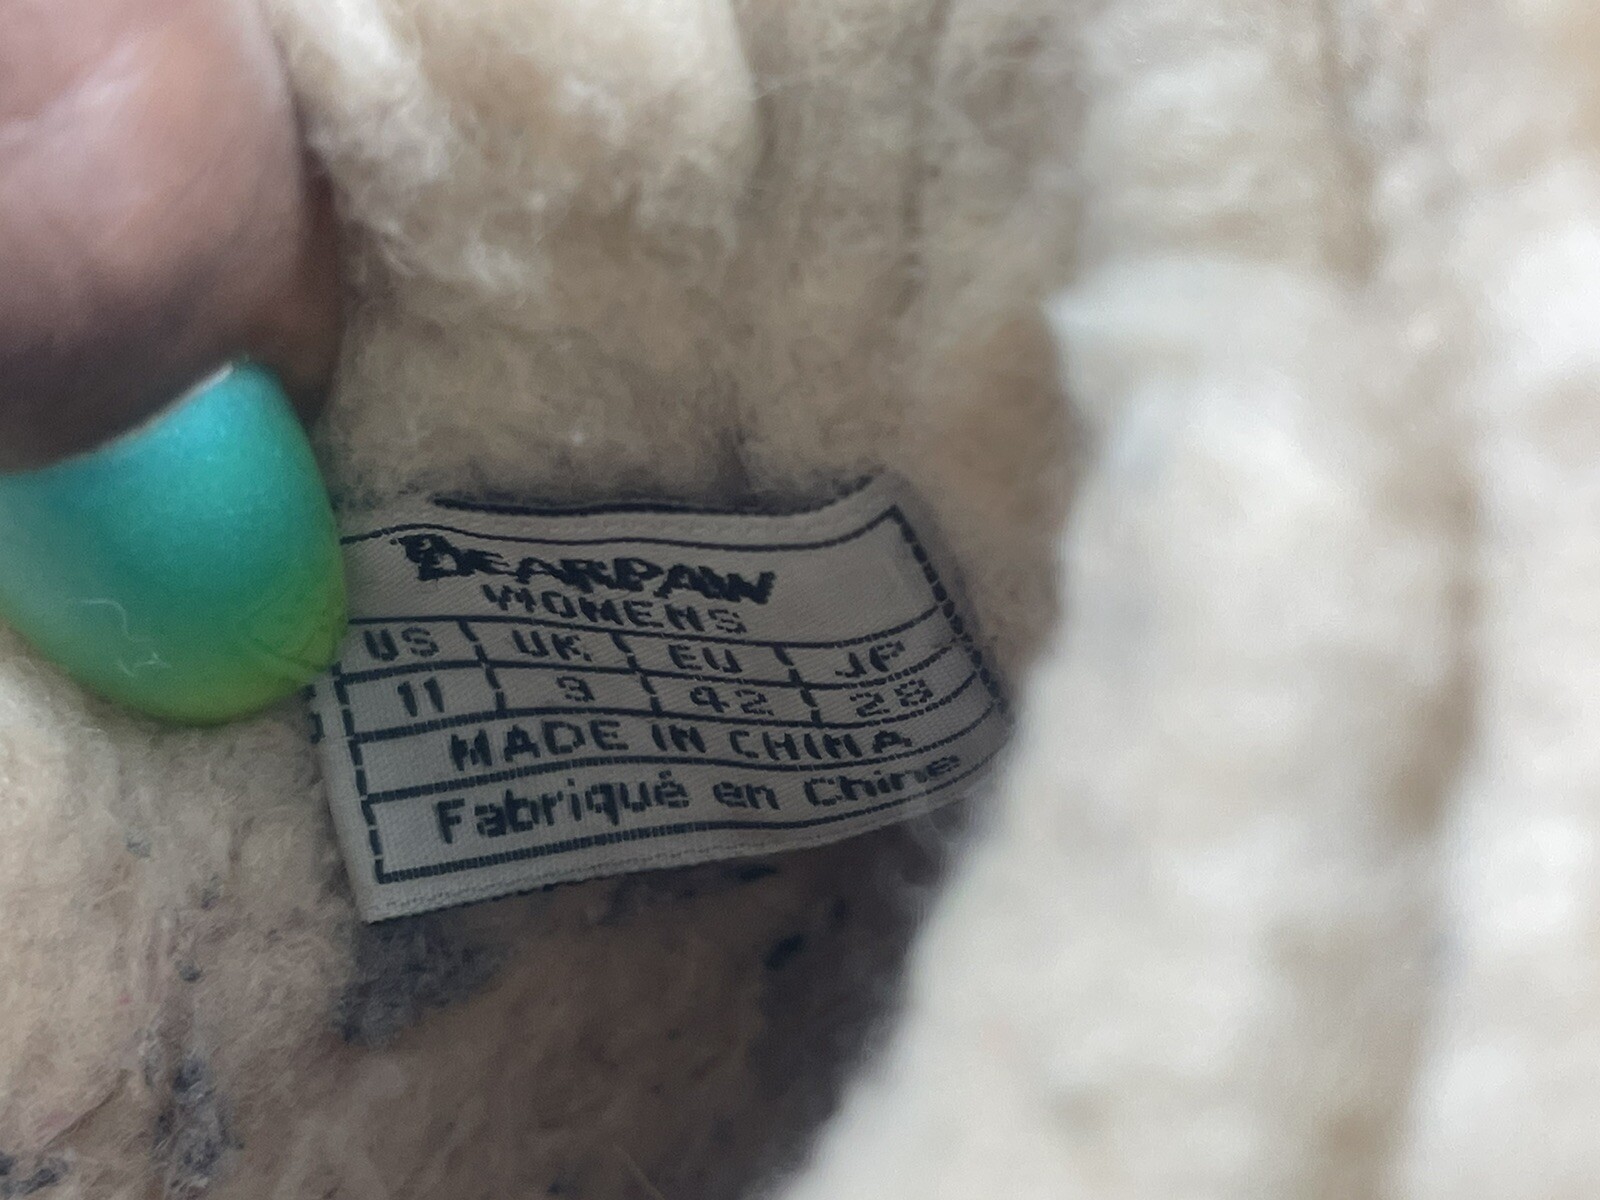 BEARPAW
WOMENS
US UK EU JP
11 9 42 28
MADE IN CHINA
Fabriqué en Chine